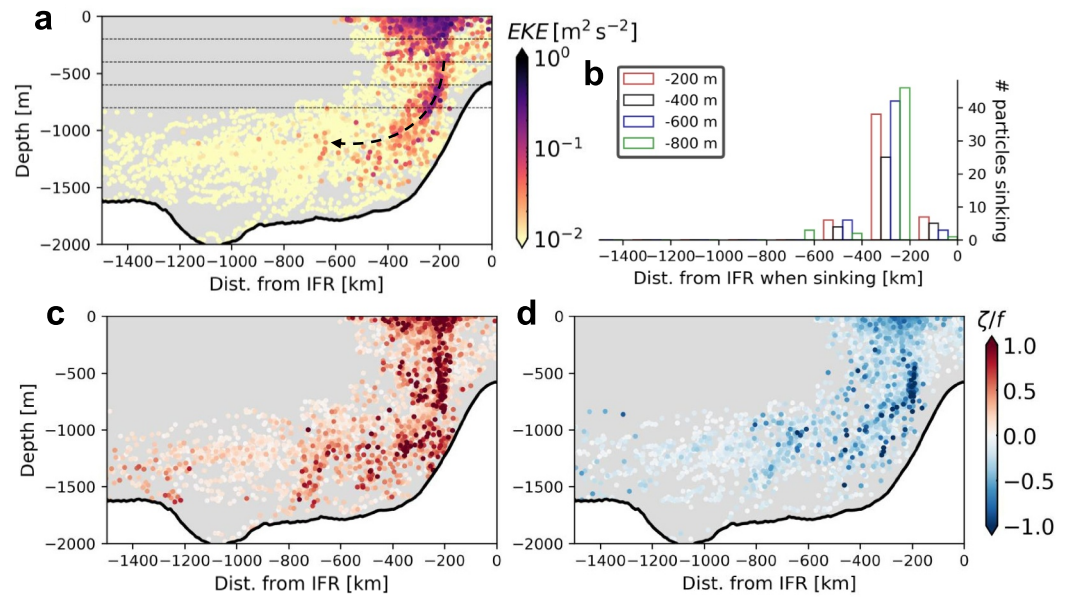 a
0
−500
−1000
−1500
−2000
Depth [m]
−1400 −1200 −1000 −800 −600 −400 −200 0
Dist. from IFR [km]
EKE [m² s⁻²]
10⁰
10⁻¹
10⁻²
b
-200 m
-400 m
-600 m
-800 m
40
30
20
10
0
# particles sinking
−1400 −1200 −1000 −800 −600 −400 −200 0
Dist. from IFR when sinking [km]
c
0
−500
−1000
−1500
−2000
Depth [m]
−1400 −1200 −1000 −800 −600 −400 −200 0
Dist. from IFR [km]
d
0
−500
−1000
−1500
−2000
−1400 −1200 −1000 −800 −600 −400 −200 0
Dist. from IFR [km]
ζ/f
1.0
0.5
0.0
−0.5
−1.0